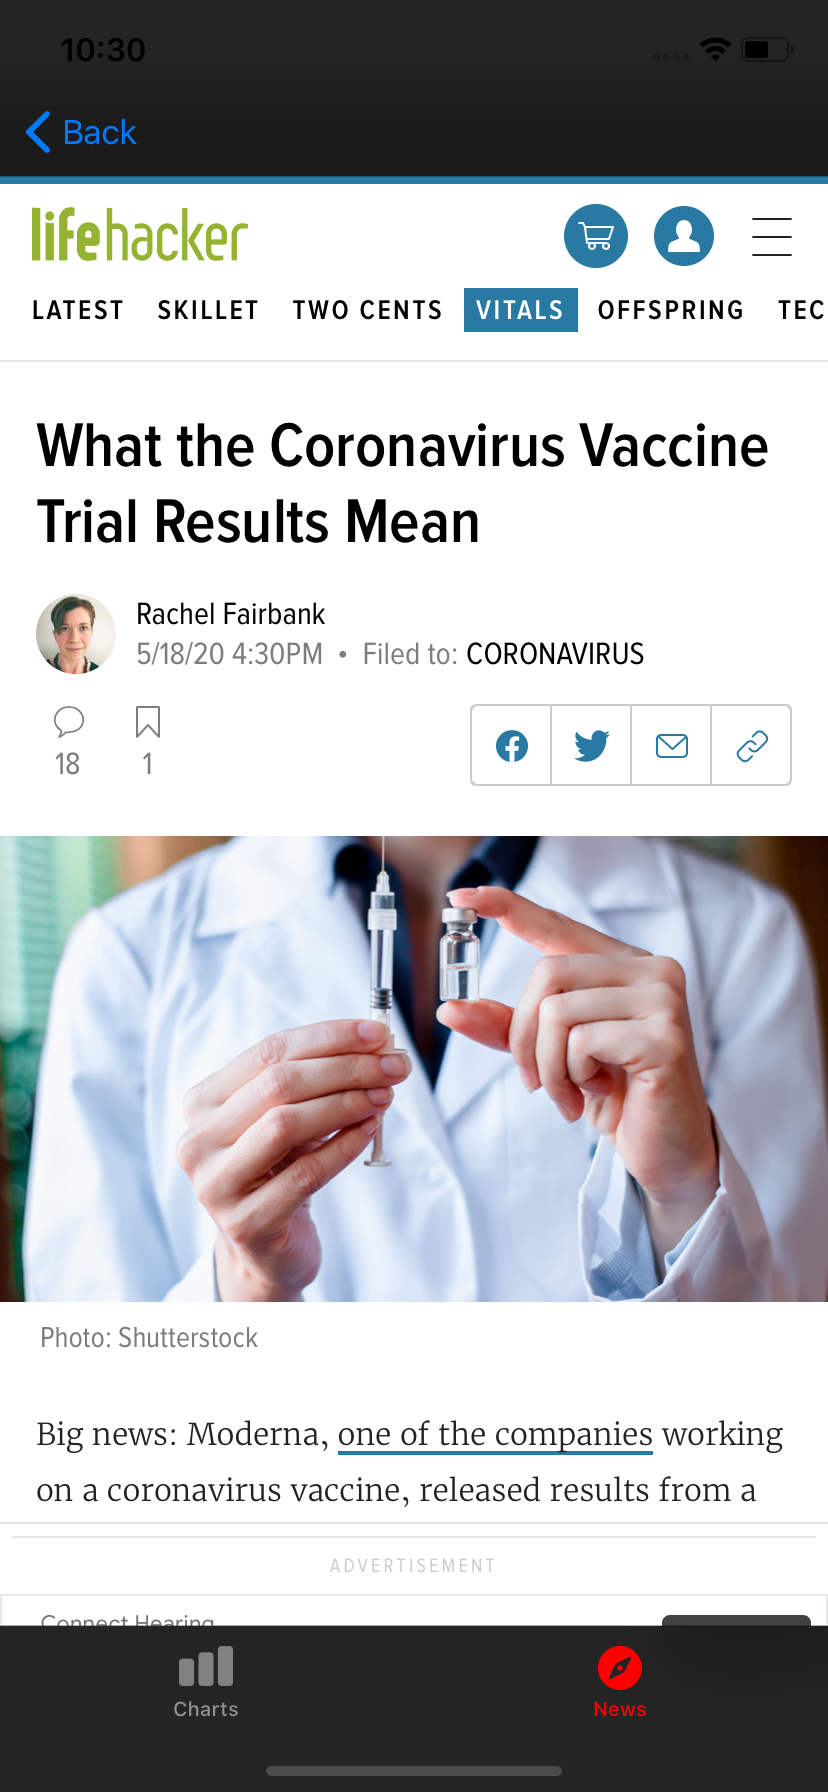 10:30
Back
lifehacker
LATEST SKILLET TWO CENTS VITALS OFFSPRING TEC
What the Coronavirus Vaccine
Trial Results Mean
Rachel Fairbank
5/18/20 4:30PM • Filed to: CORONAVIRUS
18 1
Photo: Shutterstock
Big news: Moderna, one of the companies working
on a coronavirus vaccine, released results from a
ADVERTISEMENT
Connect Hearing
Charts News